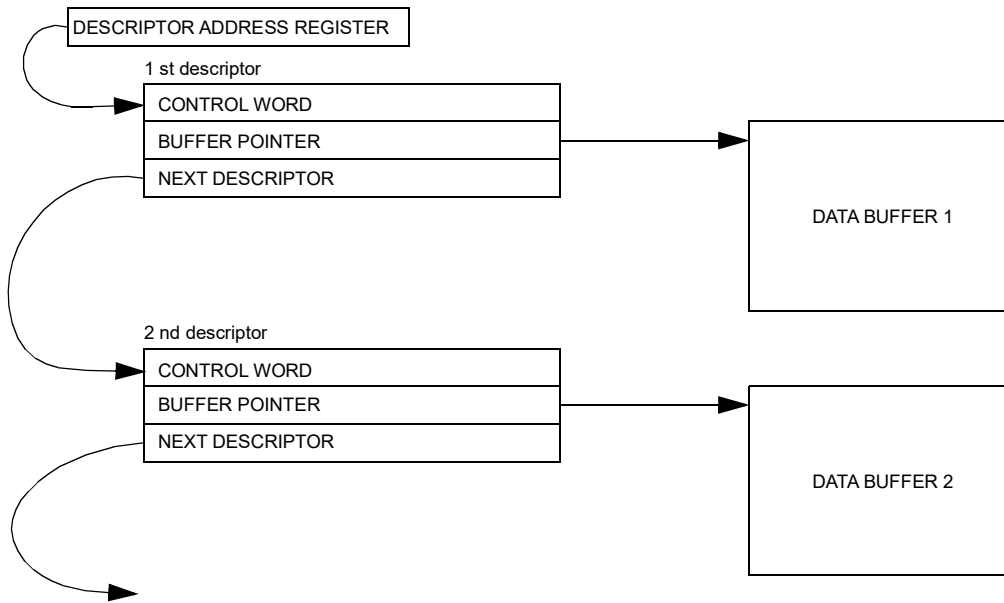 DESCRIPTOR ADDRESS REGISTER
1 st descriptor
CONTROL WORD
BUFFER POINTER
NEXT DESCRIPTOR
DATA BUFFER 1
2 nd descriptor
CONTROL WORD
BUFFER POINTER
NEXT DESCRIPTOR
DATA BUFFER 2